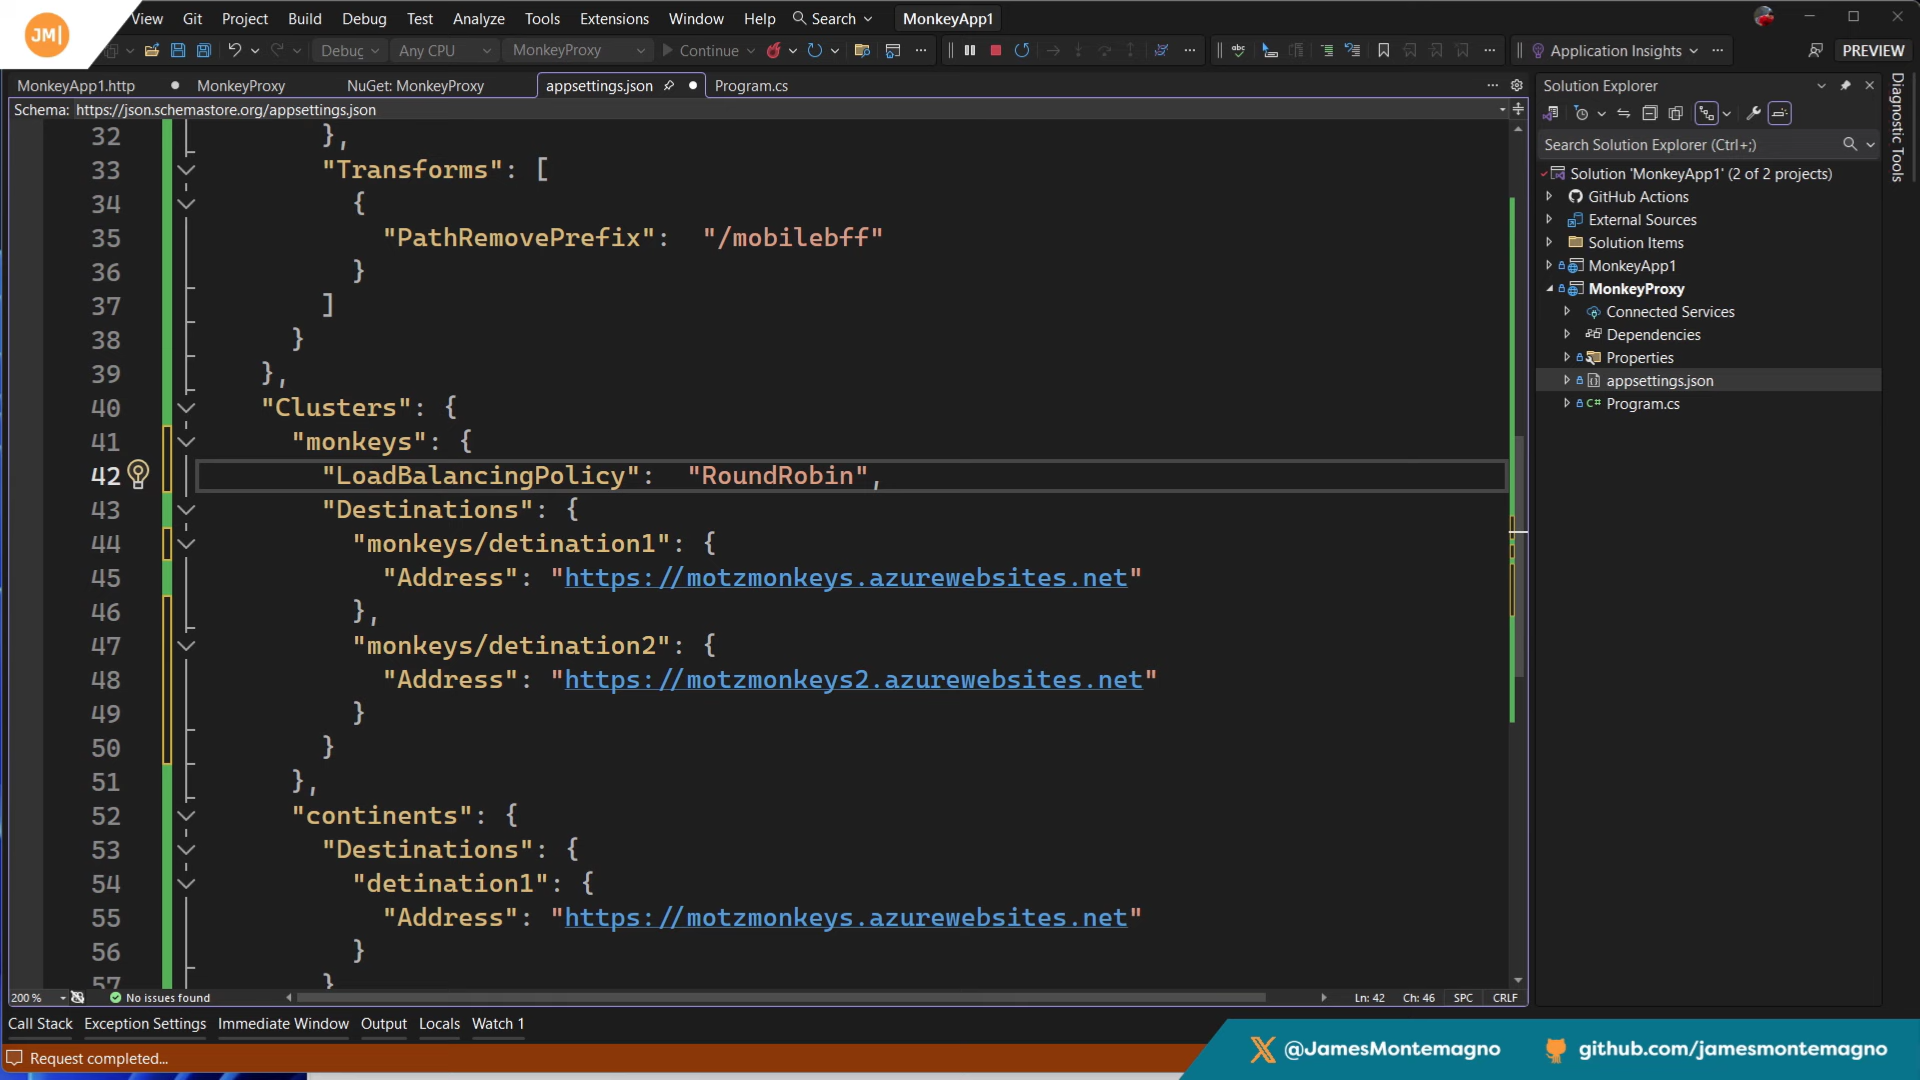 JM|
View Git Project Build Debug Test Analyze Tools Extensions Window Help Search MonkeyApp1
Debug Any CPU MonkeyProxy Continue Application Insights PREVIEW
MonkeyApp1.http MonkeyProxy NuGet: MonkeyProxy appsettings.json Program.cs
Schema: https://json.schemastore.org/appsettings.json
32 },
33 "Transforms": [
34 {
35 "PathRemovePrefix": "/mobilebff"
36 }
37 ]
38 }
39 },
40 "Clusters": {
41 "monkeys": {
42 "LoadBalancingPolicy": "RoundRobin",
43 "Destinations": {
44 "monkeys/detination1": {
45 "Address": "https://motzmonkeys.azurewebsites.net"
46 },
47 "monkeys/detination2": {
48 "Address": "https://motzmonkeys2.azurewebsites.net"
49 }
50 }
51 },
52 "continents": {
53 "Destinations": {
54 "detination1": {
55 "Address": "https://motzmonkeys.azurewebsites.net"
56 }
57 }
200 % No issues found Ln: 42 Ch: 46 SPC CRLF
Solution Explorer
Search Solution Explorer (Ctrl+;)
Solution 'MonkeyApp1' (2 of 2 projects)
GitHub Actions
External Sources
Solution Items
MonkeyApp1
MonkeyProxy
Connected Services
Dependencies
Properties
appsettings.json
C# Program.cs
Diagnostic Tools
Call Stack Exception Settings Immediate Window Output Locals Watch 1
Request completed...
@JamesMontemagno github.com/jamesmontemagno